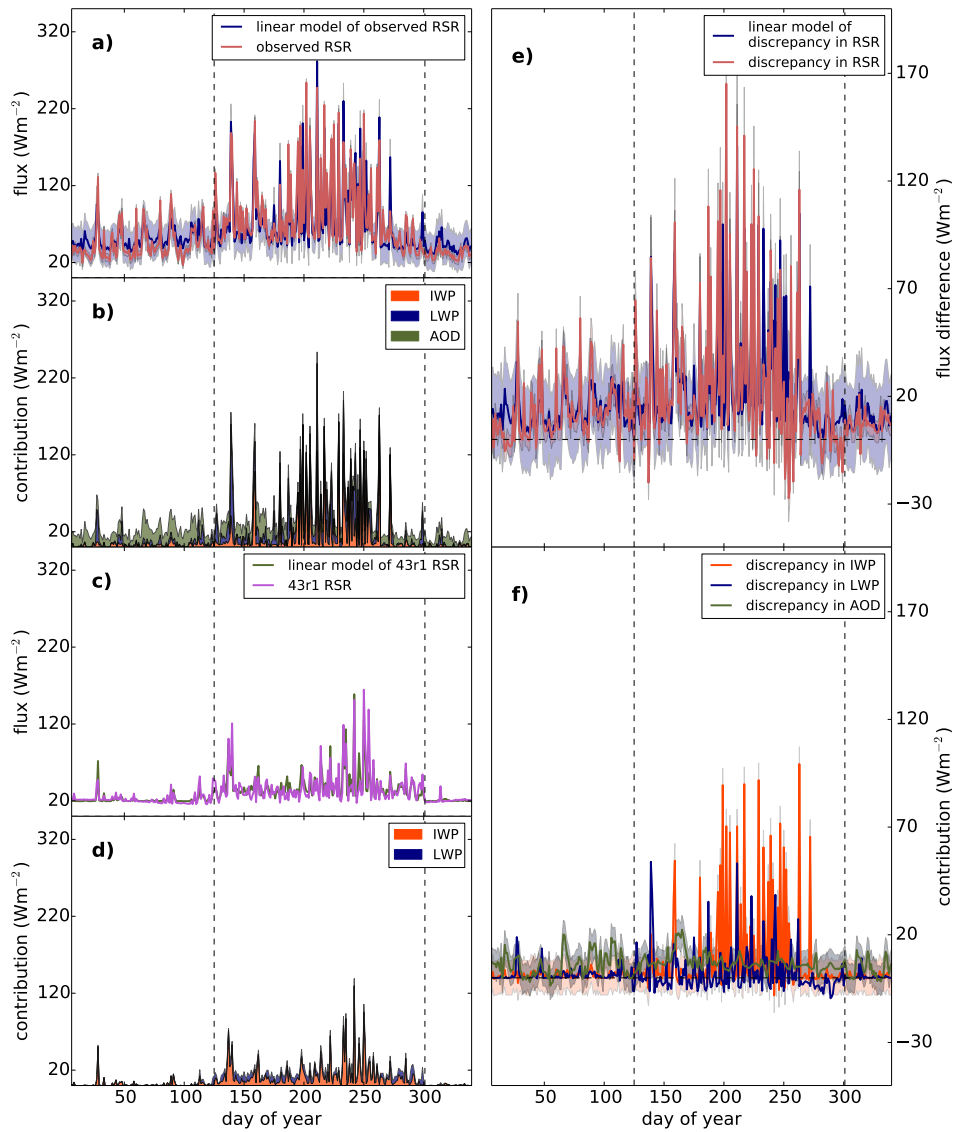 320
220
120
20
flux (Wm−2)
a)
linear model of observed RSR
observed RSR
320
220
120
20
contribution (Wm−2)
b)
IWP
LWP
AOD
320
220
120
20
flux (Wm−2)
c)
linear model of 43r1 RSR
43r1 RSR
320
220
120
20
contribution (Wm−2)
d)
IWP
LWP
50 100 150 200 250 300
day of year
e)
linear model of
discrepancy in RSR
discrepancy in RSR
170
120
70
20
−30
flux difference (Wm−2)
f)
discrepancy in IWP
discrepancy in LWP
discrepancy in AOD
170
120
70
20
−30
contribution (Wm−2)
50 100 150 200 250 300
day of year